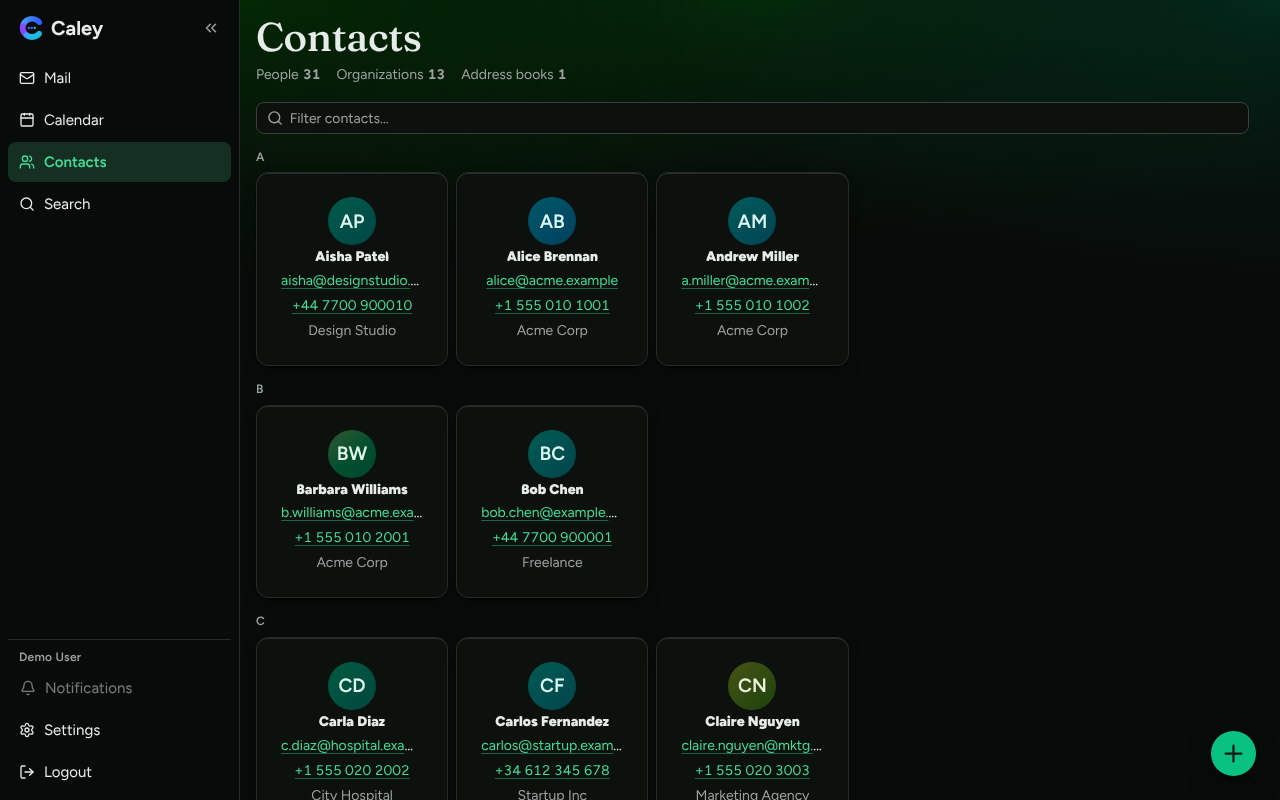 Caley
Mail
Calendar
Contacts
Search
Demo User
Notifications
Settings
Logout
Contacts
People 31 Organizations 13 Address books 1
Filter contacts...
A
AP
Aisha Patel
aisha@designstudio....
+44 7700 900010
Design Studio
AB
Alice Brennan
alice@acme.example
+1 555 010 1001
Acme Corp
AM
Andrew Miller
a.miller@acme.exam...
+1 555 010 1002
Acme Corp
B
BW
Barbara Williams
b.williams@acme.exa...
+1 555 010 2001
Acme Corp
BC
Bob Chen
bob.chen@example....
+44 7700 900001
Freelance
C
CD
Carla Diaz
c.diaz@hospital.exa...
+1 555 020 2002
City Hospital
CF
Carlos Fernandez
carlos@startup.exam...
+34 612 345 678
Startup Inc
CN
Claire Nguyen
claire.nguyen@mktg....
+1 555 020 3003
Marketing Agency